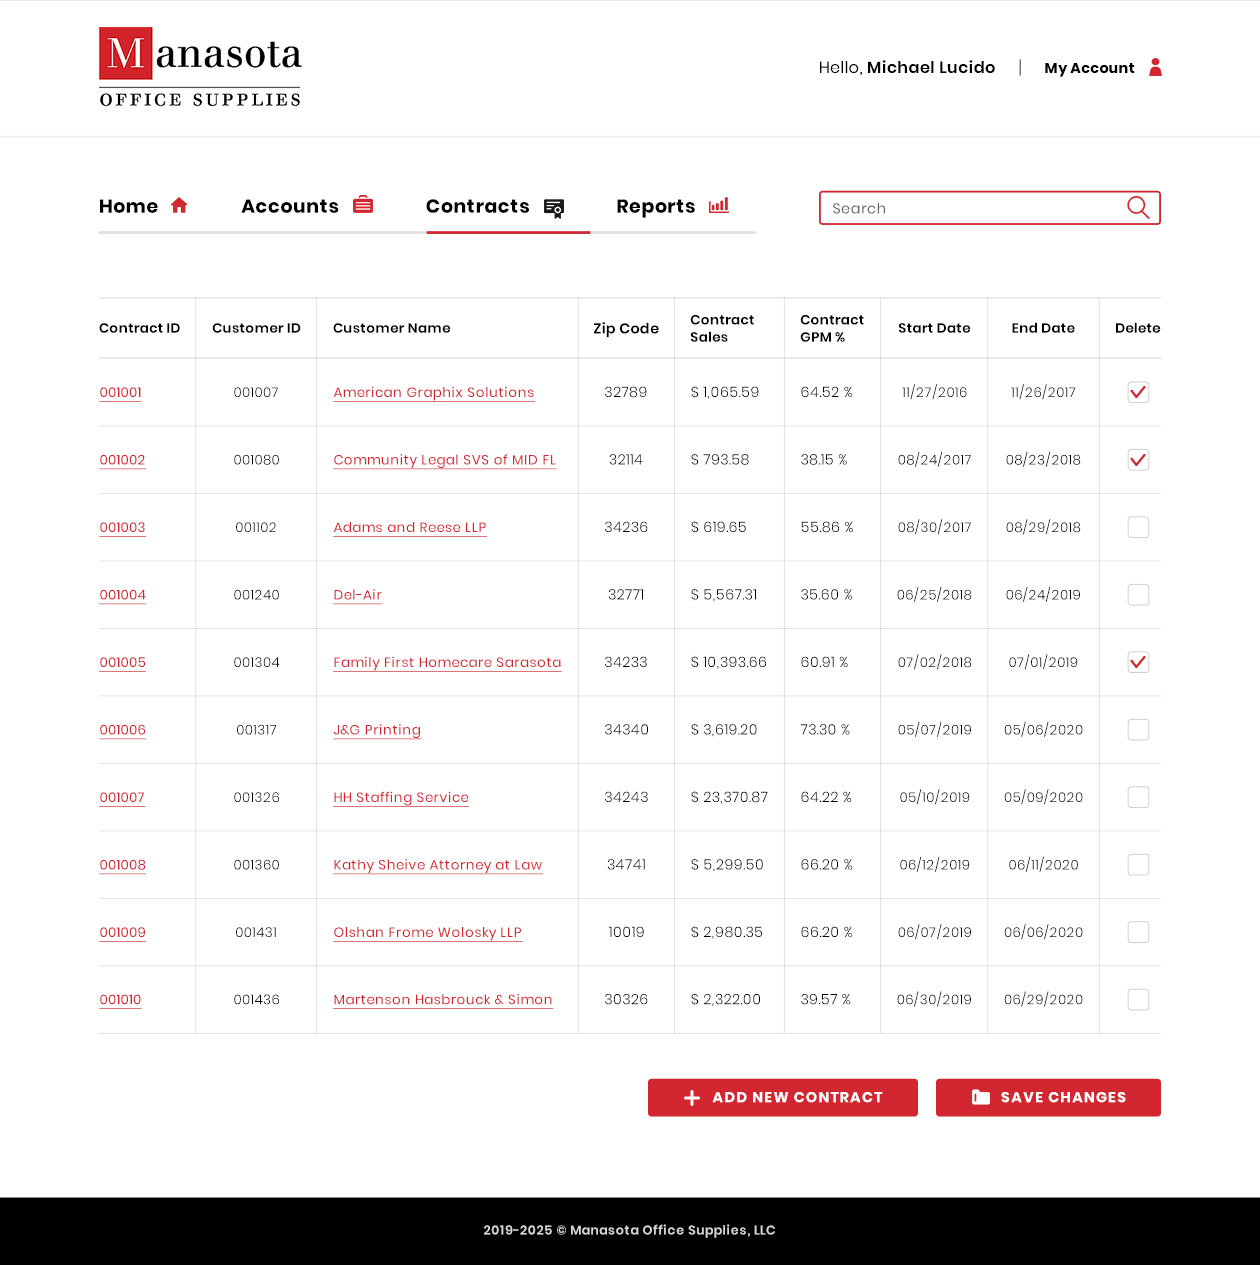 Manasota
OFFICE SUPPLIES
Hello, Michael Lucido | My Account
Home Accounts Contracts Reports
Search
Contract ID Customer ID Customer Name Zip Code Contract Sales Contract GPM % Start Date End Date Delete
001001 001007 American Graphix Solutions 32789 $ 1,065.59 64.52 % 11/27/2016 11/26/2017
001002 001080 Community Legal SVS of MID FL 32114 $ 793.58 38.15 % 08/24/2017 08/23/2018
001003 001102 Adams and Reese LLP 34236 $ 619.65 55.86 % 08/30/2017 08/29/2018
001004 001240 Del-Air 32771 $ 5,567.31 35.60 % 06/25/2018 06/24/2019
001005 001304 Family First Homecare Sarasota 34233 $ 10,393.66 60.91 % 07/02/2018 07/01/2019
001006 001317 J&G Printing 34340 $ 3,619.20 73.30 % 05/07/2019 05/06/2020
001007 001326 HH Staffing Service 34243 $ 23,370.87 64.22 % 05/10/2019 05/09/2020
001008 001360 Kathy Sheive Attorney at Law 34741 $ 5,299.50 66.20 % 06/12/2019 06/11/2020
001009 001431 Olshan Frome Wolosky LLP 10019 $ 2,980.35 66.20 % 06/07/2019 06/06/2020
001010 001436 Martenson Hasbrouck & Simon 30326 $ 2,322.00 39.57 % 06/30/2019 06/29/2020
ADD NEW CONTRACT SAVE CHANGES
2019-2025 © Manasota Office Supplies, LLC